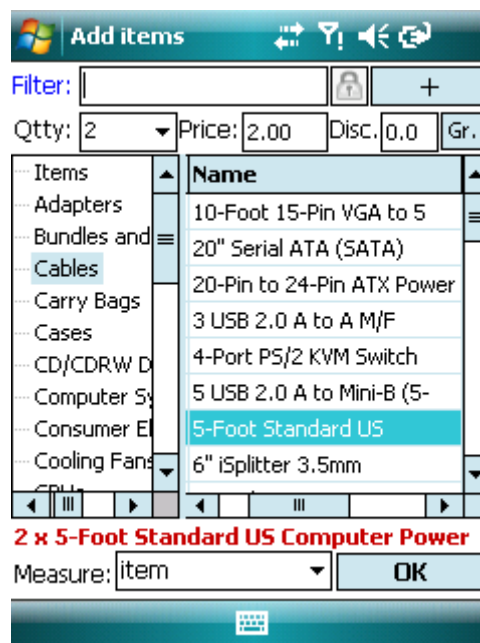 Add items
Filter: +
Qtty: 2 Price: 2.00 Disc. 0.0 Gr.
Items
Adapters
Bundles and
Cables
Carry Bags
Cases
CD/CDRW D
Computer Sy
Consumer El
Cooling Fans
CPUs
Name
10-Foot 15-Pin VGA to 5
20" Serial ATA (SATA)
20-Pin to 24-Pin ATX Power
3 USB 2.0 A to A M/F
4-Port PS/2 KVM Switch
5 USB 2.0 A to Mini-B (5-
5-Foot Standard US
6" iSplitter 3.5mm
2 x 5-Foot Standard US Computer Power
Measure: item OK